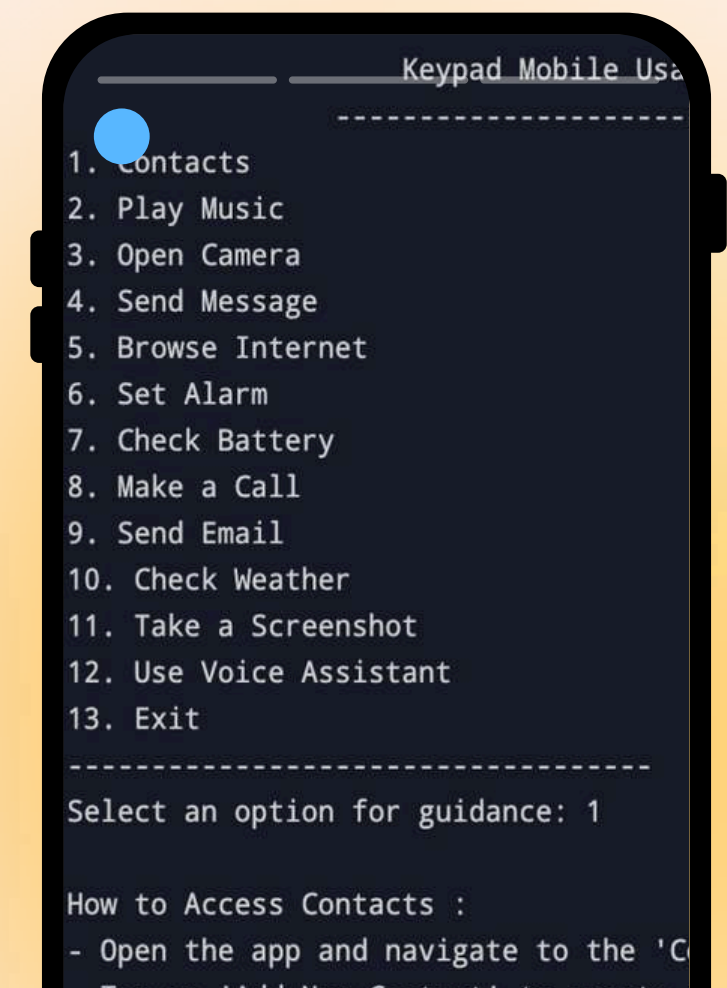 Keypad Mobile Usa
---------------------
1. Contacts
2. Play Music
3. Open Camera
4. Send Message
5. Browse Internet
6. Set Alarm
7. Check Battery
8. Make a Call
9. Send Email
10. Check Weather
11. Take a Screenshot
12. Use Voice Assistant
13. Exit
-----------------------------------
Select an option for guidance: 1
How to Access Contacts :
- Open the app and navigate to the 'Co